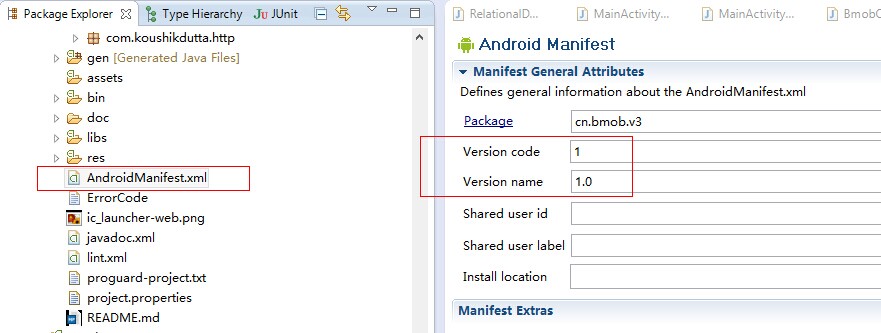 Package Explorer
Type Hierarchy
JUnit
com.koushikdutta.http
gen [Generated Java Files]
assets
bin
doc
libs
res
AndroidManifest.xml
ErrorCode
ic_launcher-web.png
javadoc.xml
lint.xml
proguard-project.txt
project.properties
README.md
RelationalD...
MainActivity...
MainActivity...
BmobC
Android Manifest
Manifest General Attributes
Defines general information about the AndroidManifest.xml
Package cn.bmob.v3
Version code 1
Version name 1.0
Shared user id
Shared user label
Install location
Manifest Extras